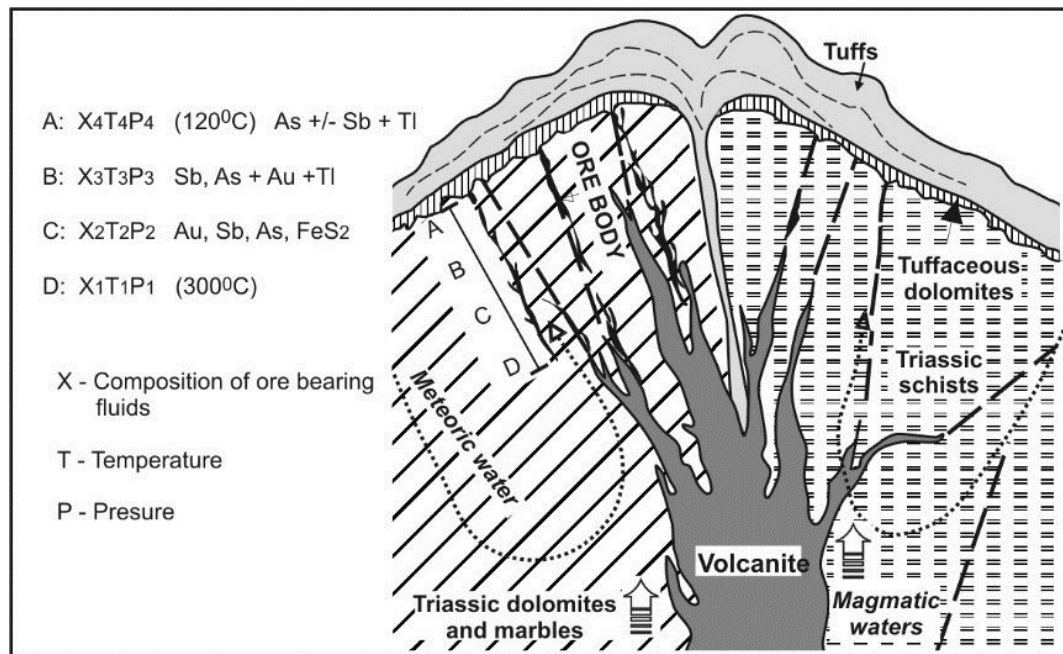 A: X4T4P4 (120⁰C) As +/- Sb + Tl
B: X3T3P3 Sb, As + Au +Tl
C: X2T2P2 Au, Sb, As, FeS2
D: X1T1P1 (300⁰C)
X - Composition of ore bearing
fluids
T - Temperature
P - Presure
Tuffs
ORE BODY
A
B
C
D
Tuffaceous
dolomites
Triassic
schists
Meteoric water
Volcanite
Triassic dolomites
and marbles
Magmatic
waters